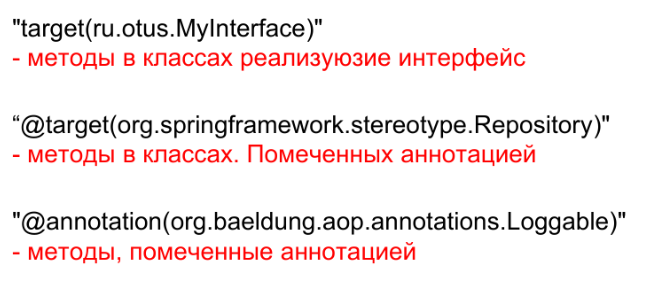 "target(ru.otus.MyInterface)"
- методы в классах реализуюзие интерфейс
“@target(org.springframework.stereotype.Repository)"
- методы в классах. Помеченных аннотацией
"@annotation(org.baeldung.aop.annotations.Loggable)"
- методы, помеченные аннотацией